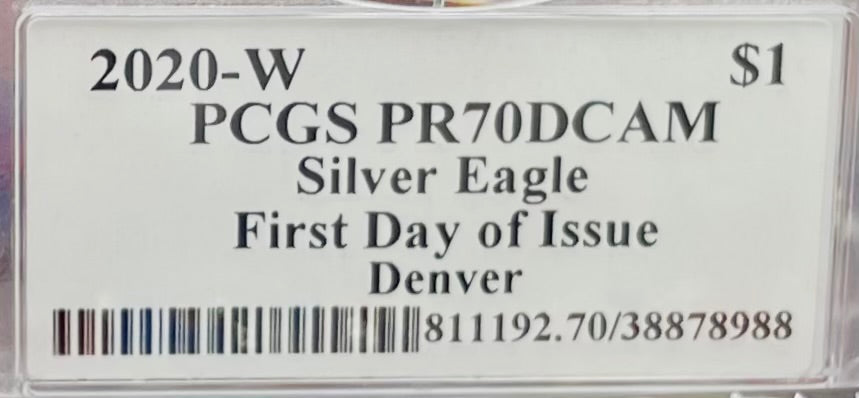 2020-W $1
PCGS PR70DCAM
Silver Eagle
First Day of Issue
Denver
811192.70/38878988